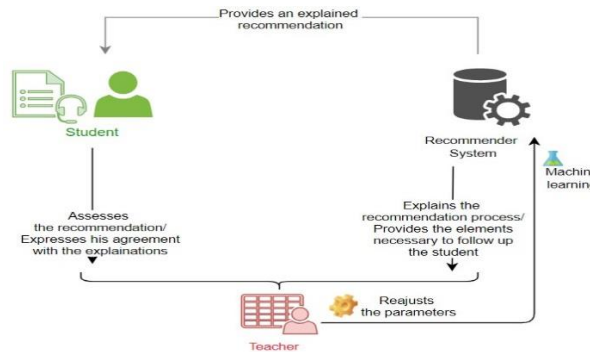 Provides an explained
recommendation
Student
Recommender
System
Machin
learning
Assesses
the recommendation/
Expresses his agreement
with the explainations
Explains the
recommendation process/
Provides the elements
necessary to follow up
the student
Reajusts
the parameters
Teacher